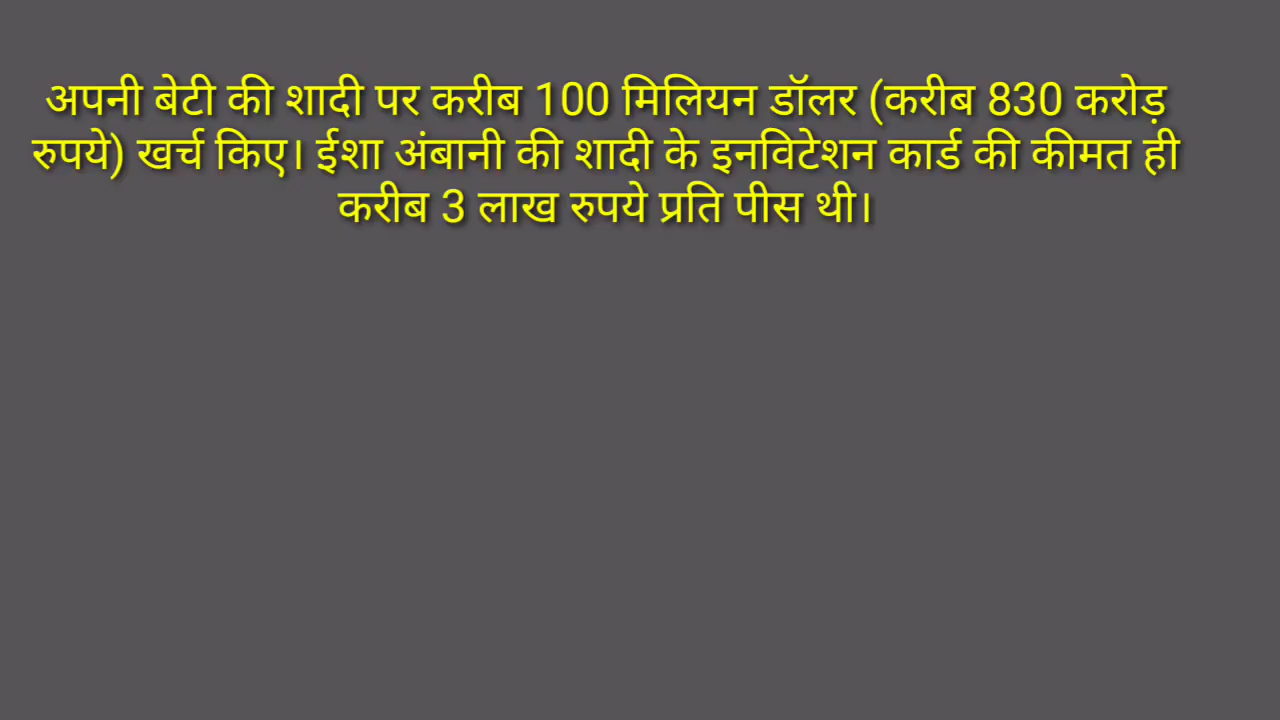 अपनी बेटी की शादी पर करीब 100 मिलियन डॉलर (करीब 830 करोड़
रुपये) खर्च किए। ईशा अंबानी की शादी के इनविटेशन कार्ड की कीमत ही
करीब 3 लाख रुपये प्रति पीस थी।